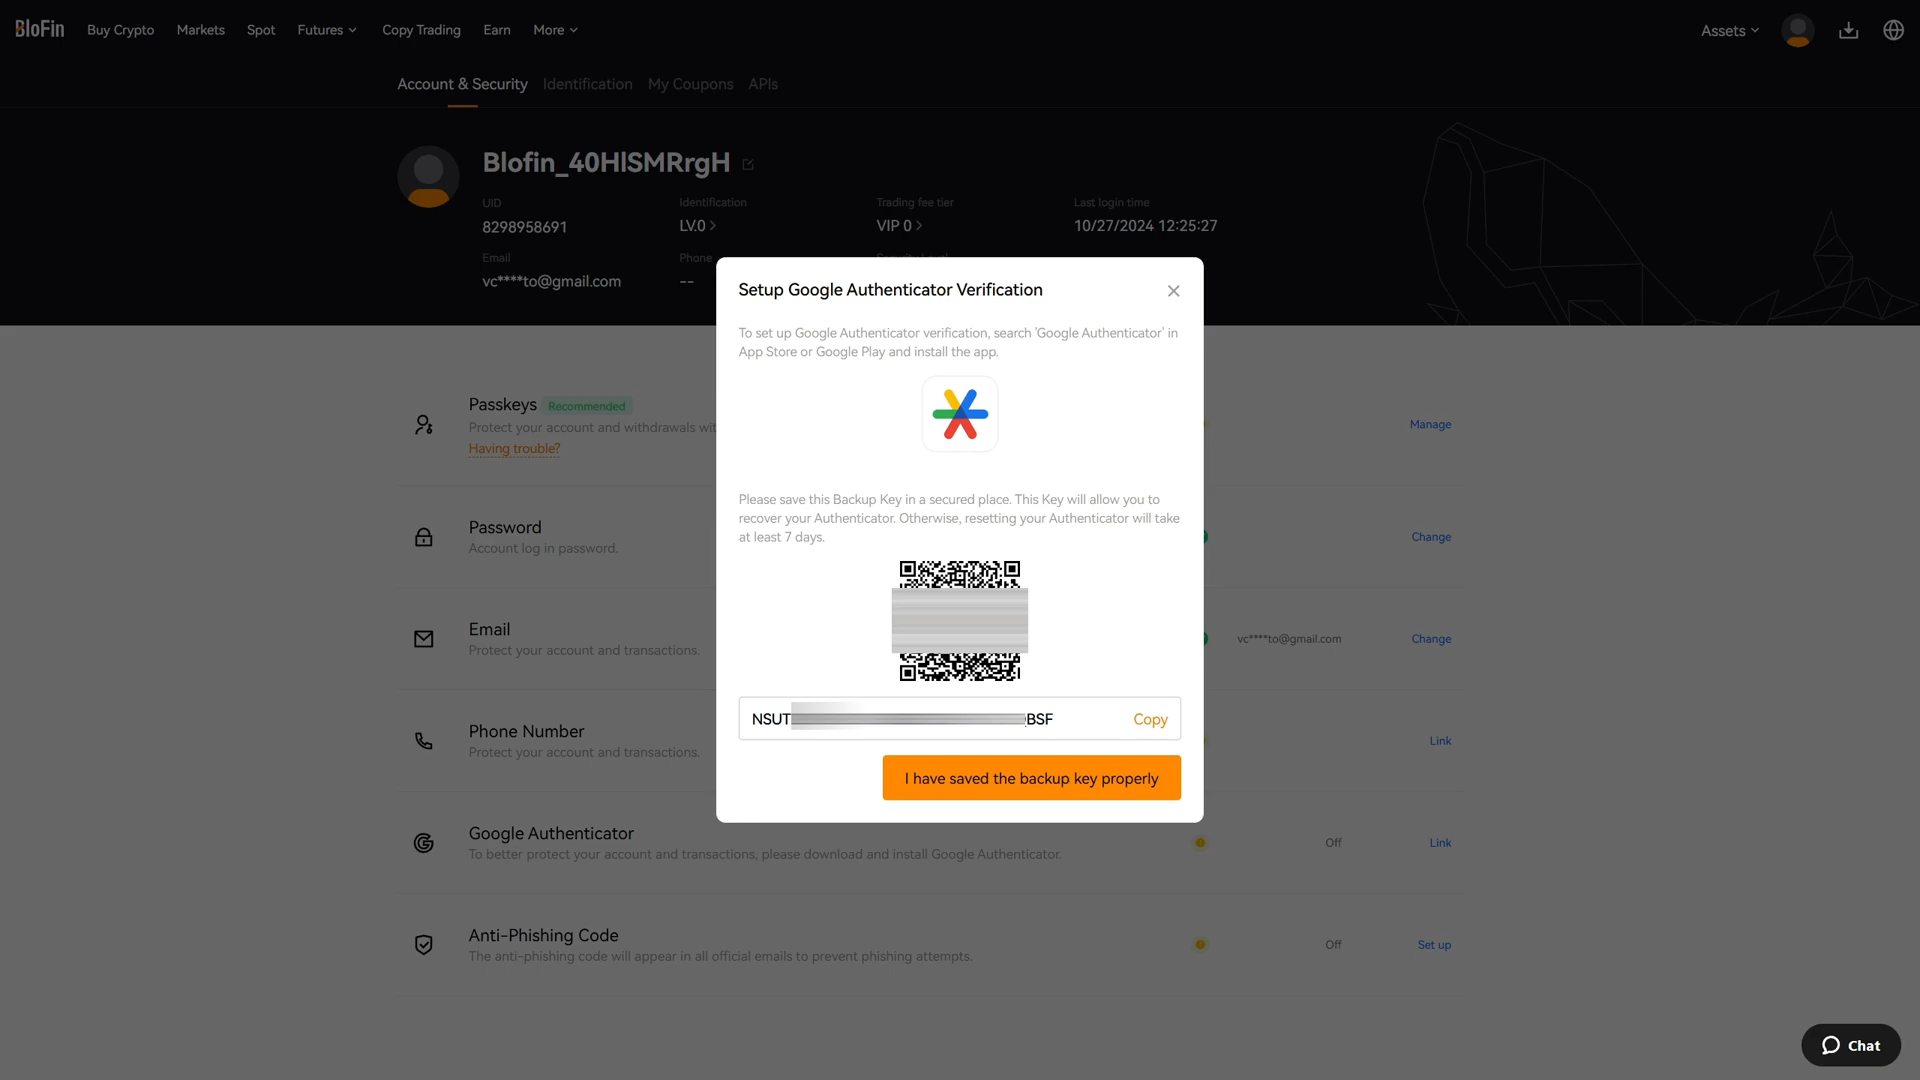 BloFin
Buy Crypto
Markets
Spot
Futures
Copy Trading
Earn
More
Assets
Account & Security
Identification
My Coupons
APIs
Blofin_40HlSMRrgH
UID
Identification
Trading fee tier
Last login time
8298958691
LV.0
VIP 0
10/27/2024 12:25:27
Email
Phone
vc****to@gmail.com
--
Setup Google Authenticator Verification
To set up Google Authenticator verification, search 'Google Authenticator' in
App Store or Google Play and install the app.
Please save this Backup Key in a secured place. This Key will allow you to
recover your Authenticator. Otherwise, resetting your Authenticator will take
at least 7 days.
NSUT
BSF
Copy
I have saved the backup key properly
Passkeys
Recommended
Protect your account and withdrawals wit
Having trouble?
Manage
Password
Account log in password.
Change
Email
Protect your account and transactions.
vc****to@gmail.com
Change
Phone Number
Protect your account and transactions.
Link
Google Authenticator
To better protect your account and transactions, please download and install Google Authenticator.
Off
Link
Anti-Phishing Code
The anti-phishing code will appear in all official emails to prevent phishing attempts.
Off
Set up
Chat